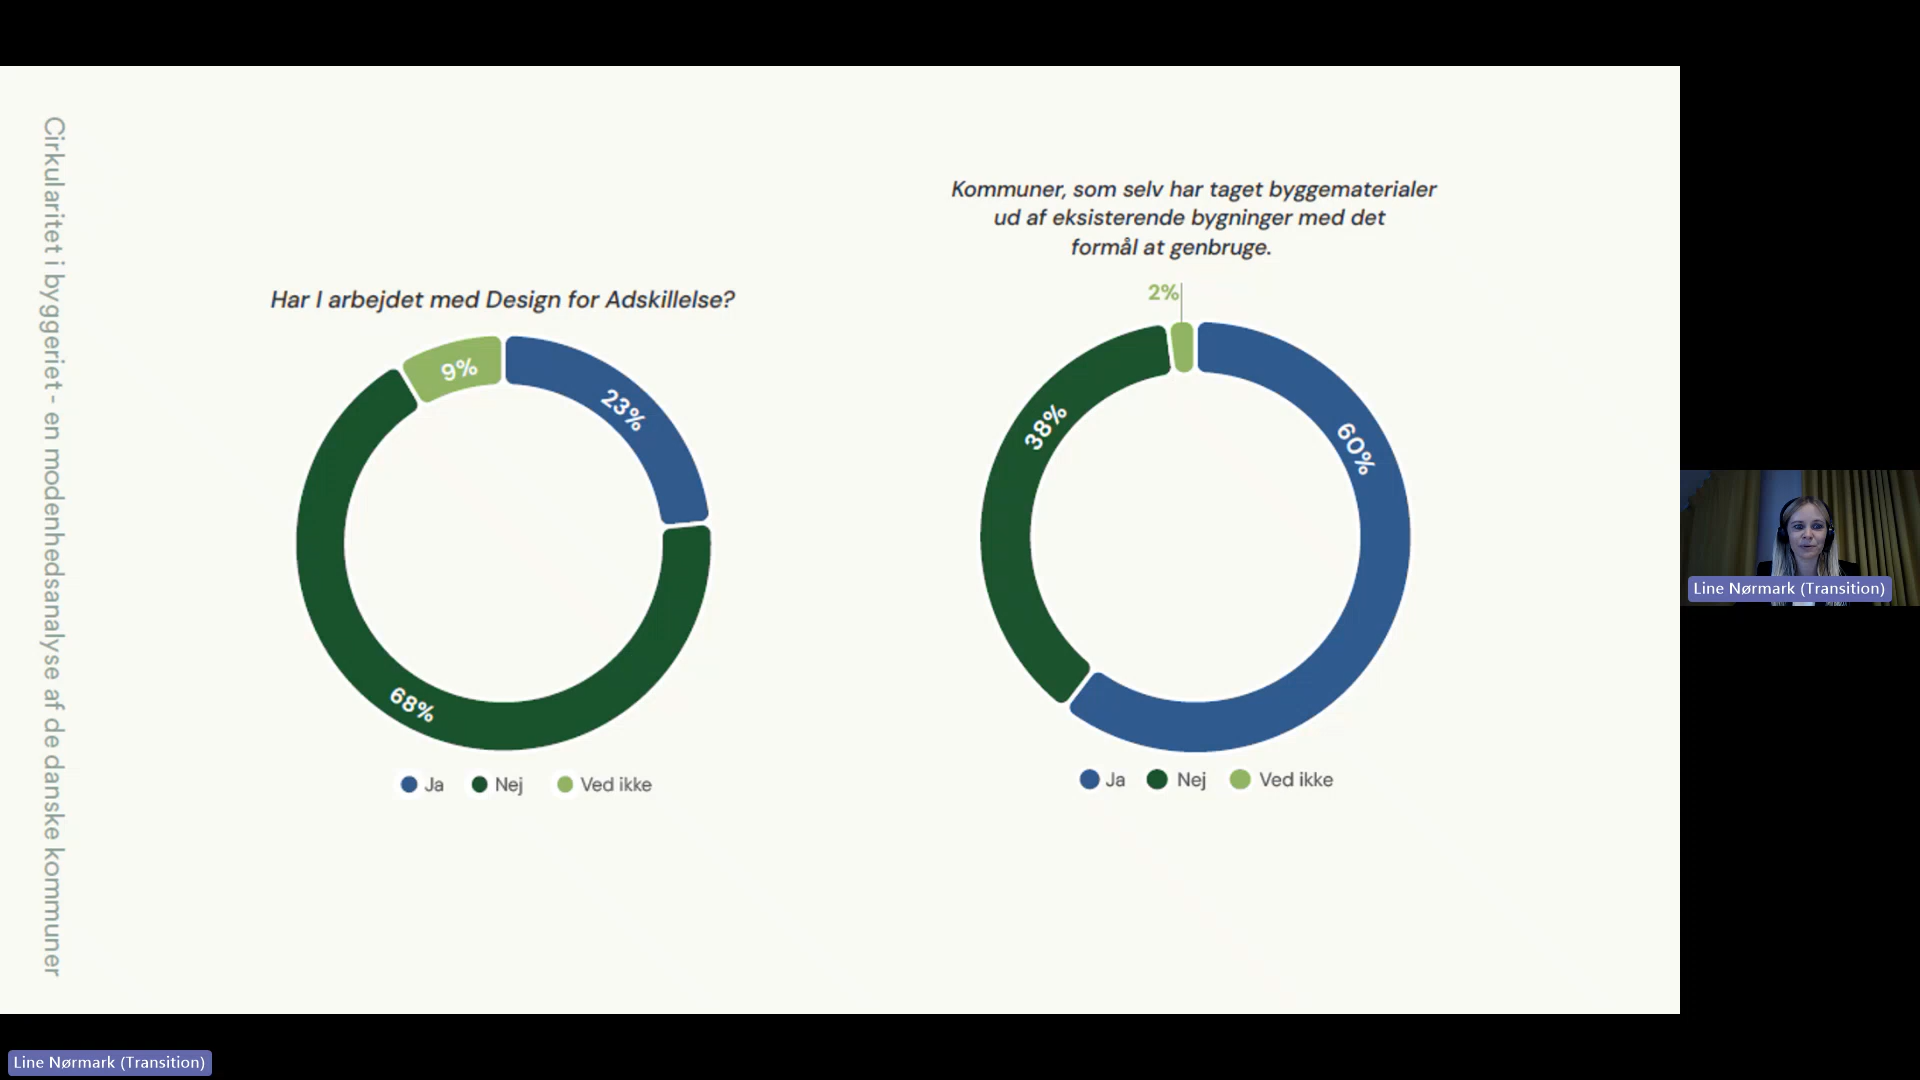 Cirkularitet i byggeriet - en modenhedsanalyse af de danske kommuner
Har I arbejdet med Design for Adskillelse?
9%
23%
68%
Ja Nej Ved ikke
Kommuner, som selv har taget byggematerialer
ud af eksisterende bygninger med det
formål at genbruge.
2%
38%
60%
Ja Nej Ved ikke
Line Nørmark (Transition)
Line Nørmark (Transition)